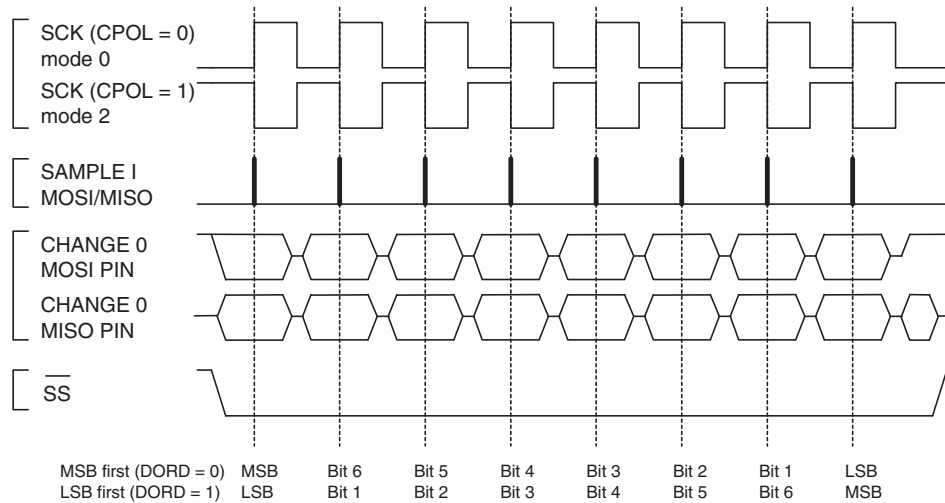 SCK (CPOL = 0)
mode 0
SCK (CPOL = 1)
mode 2
SAMPLE I
MOSI/MISO
CHANGE 0
MOSI PIN
CHANGE 0
MISO PIN
SS
MSB first (DORD = 0) MSB Bit 6 Bit 5 Bit 4 Bit 3 Bit 2 Bit 1 LSB
LSB first (DORD = 1) LSB Bit 1 Bit 2 Bit 3 Bit 4 Bit 5 Bit 6 MSB